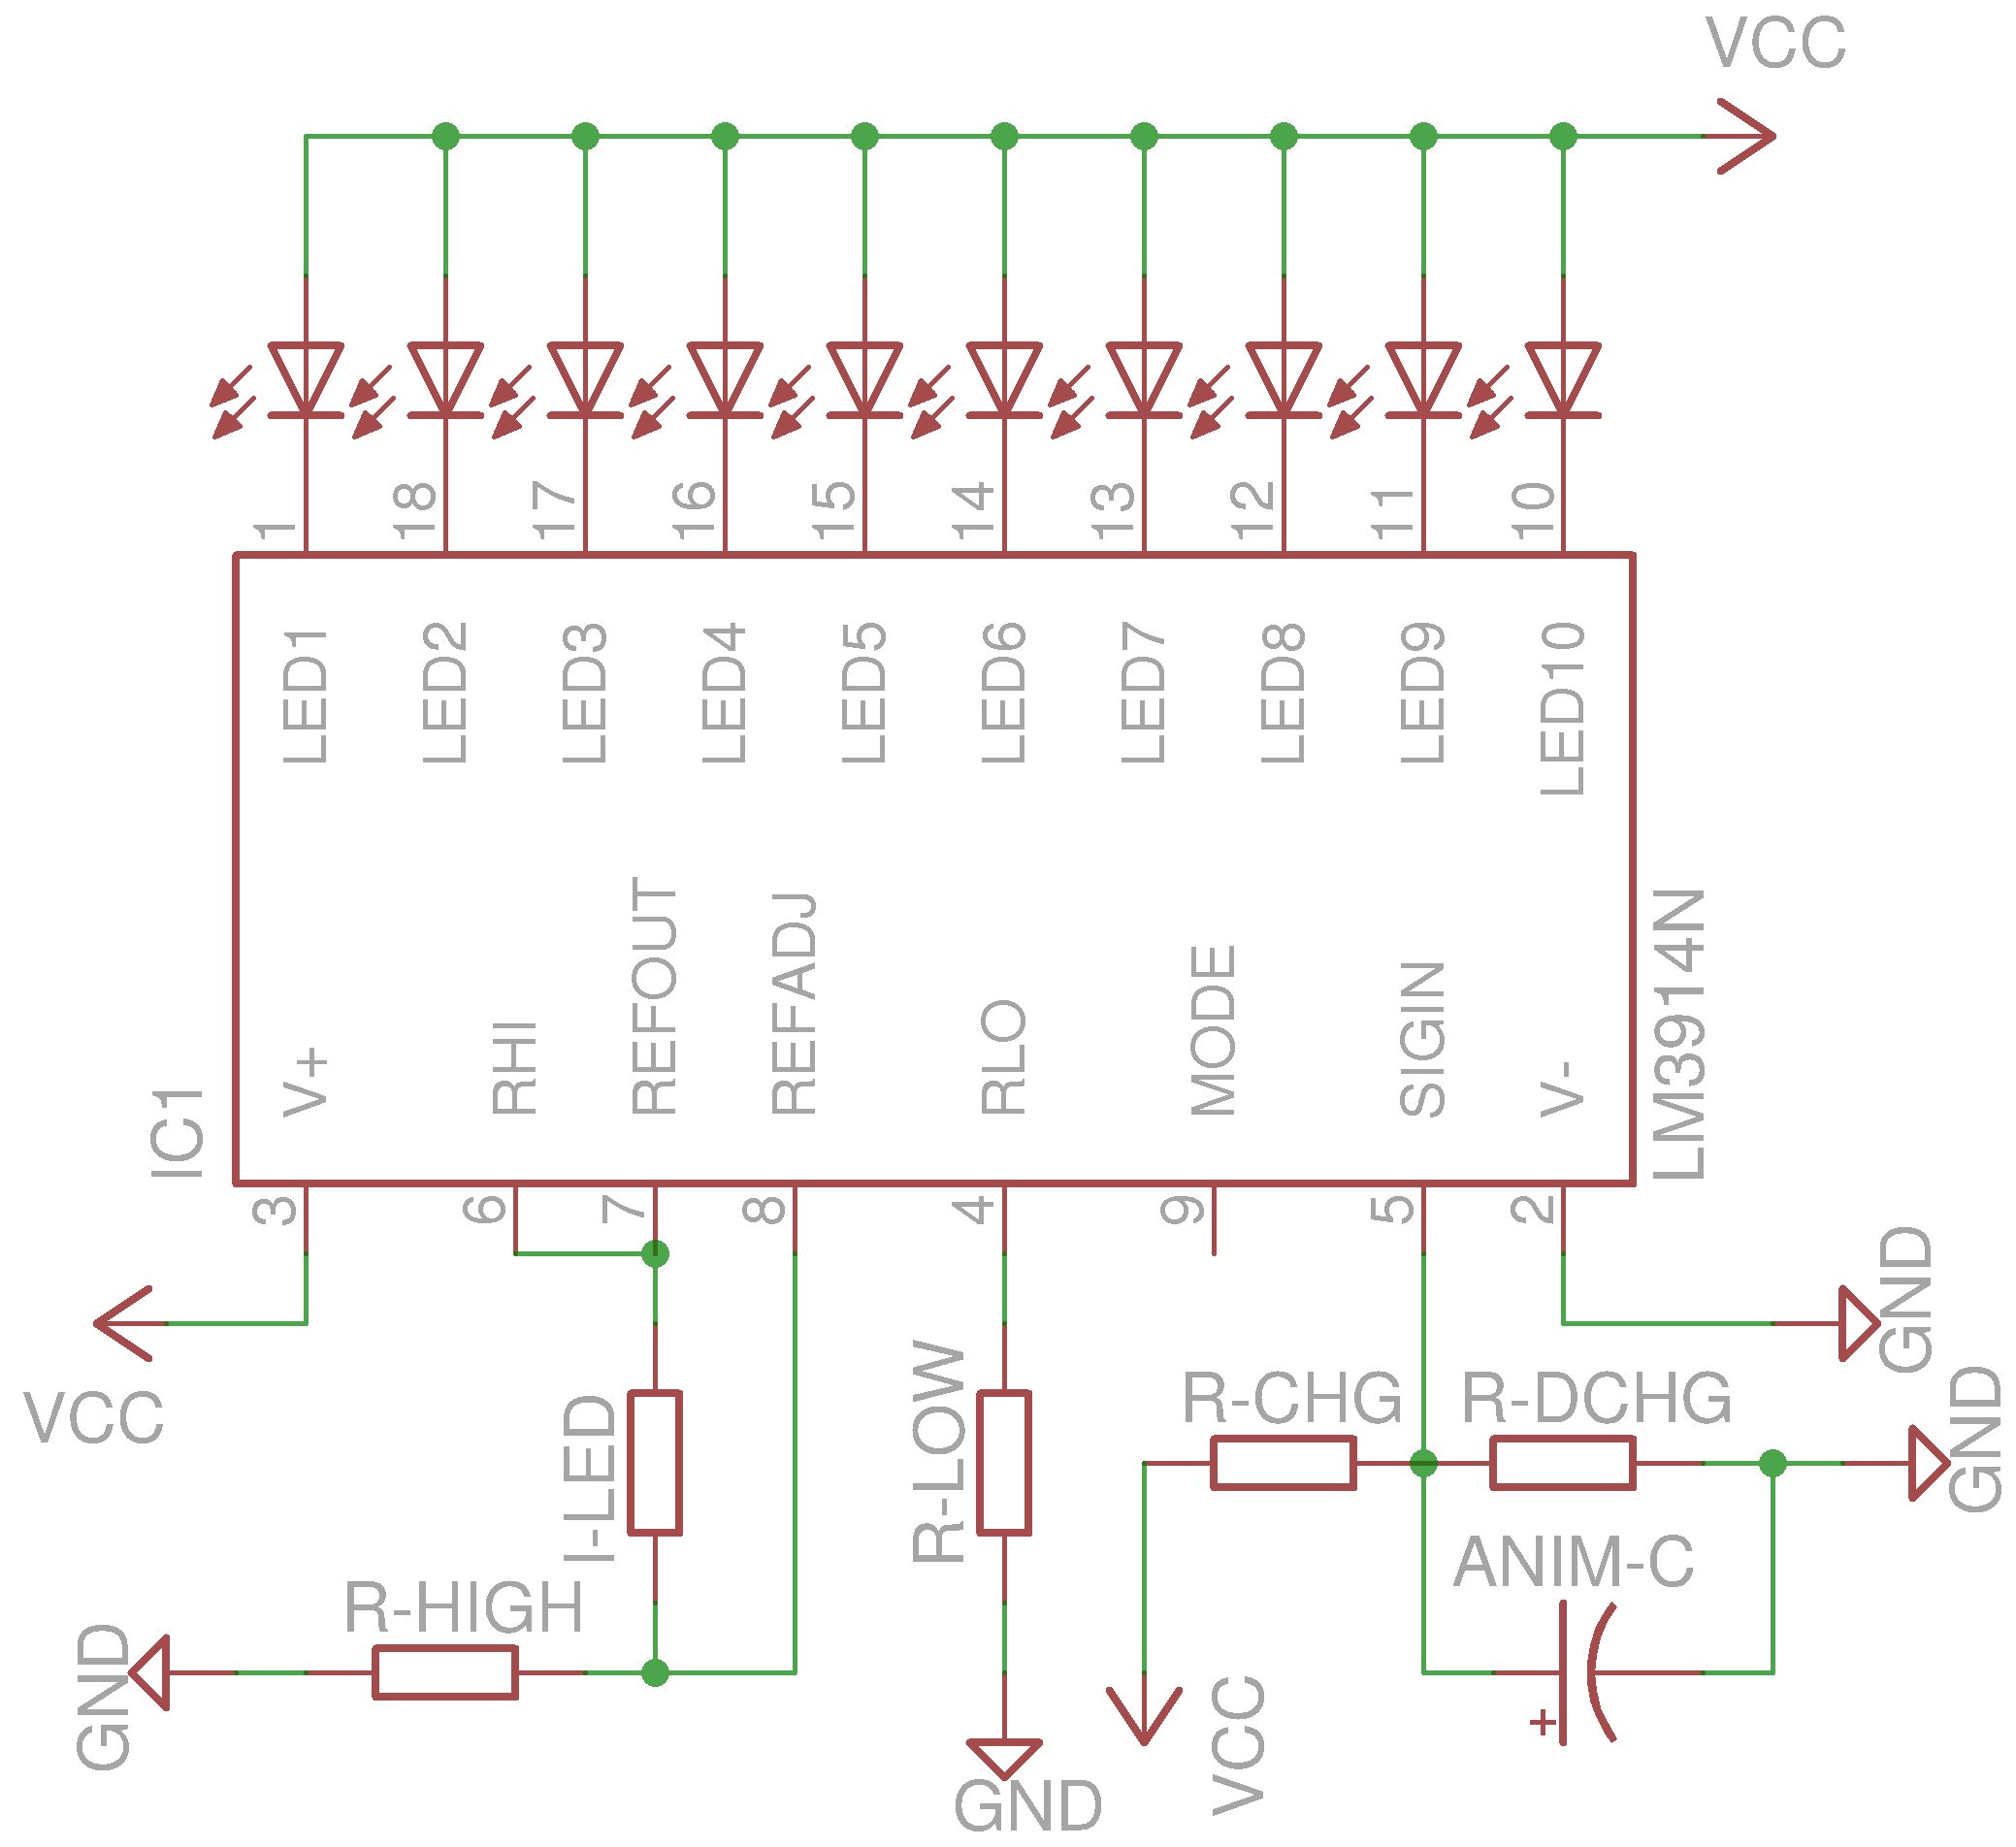 VCC
1
18
17
16
15
14
13
12
11
10
LED1
LED2
LED3
LED4
LED5
LED6
LED7
LED8
LED9
LED10
IC1
V+
RHI
REFOUT
REFADJ
RLO
MODE
SIGIN
V-
LM3914N
3
6
7
8
4
9
5
2
GND
VCC
I-LED
R-LOW
R-CHG
R-DCHG
GND
ANIM-C
R-HIGH
GND
+
VCC
GND